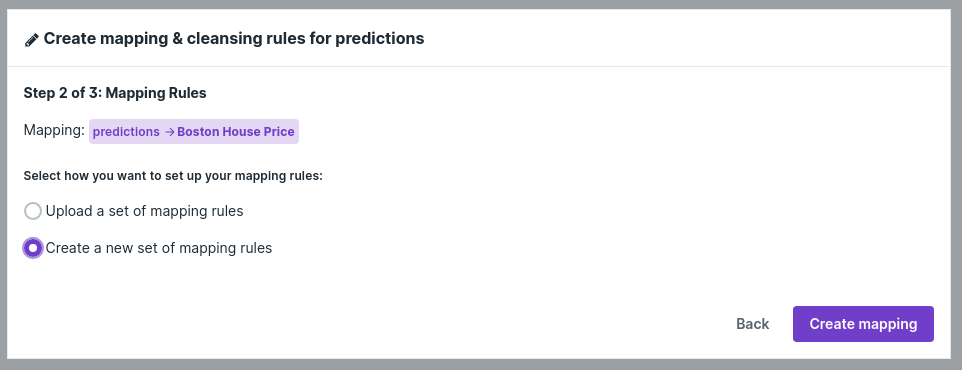 Create mapping & cleansing rules for predictions
Step 2 of 3: Mapping Rules
Mapping: predictions → Boston House Price
Select how you want to set up your mapping rules:
Upload a set of mapping rules
Create a new set of mapping rules
Back Create mapping